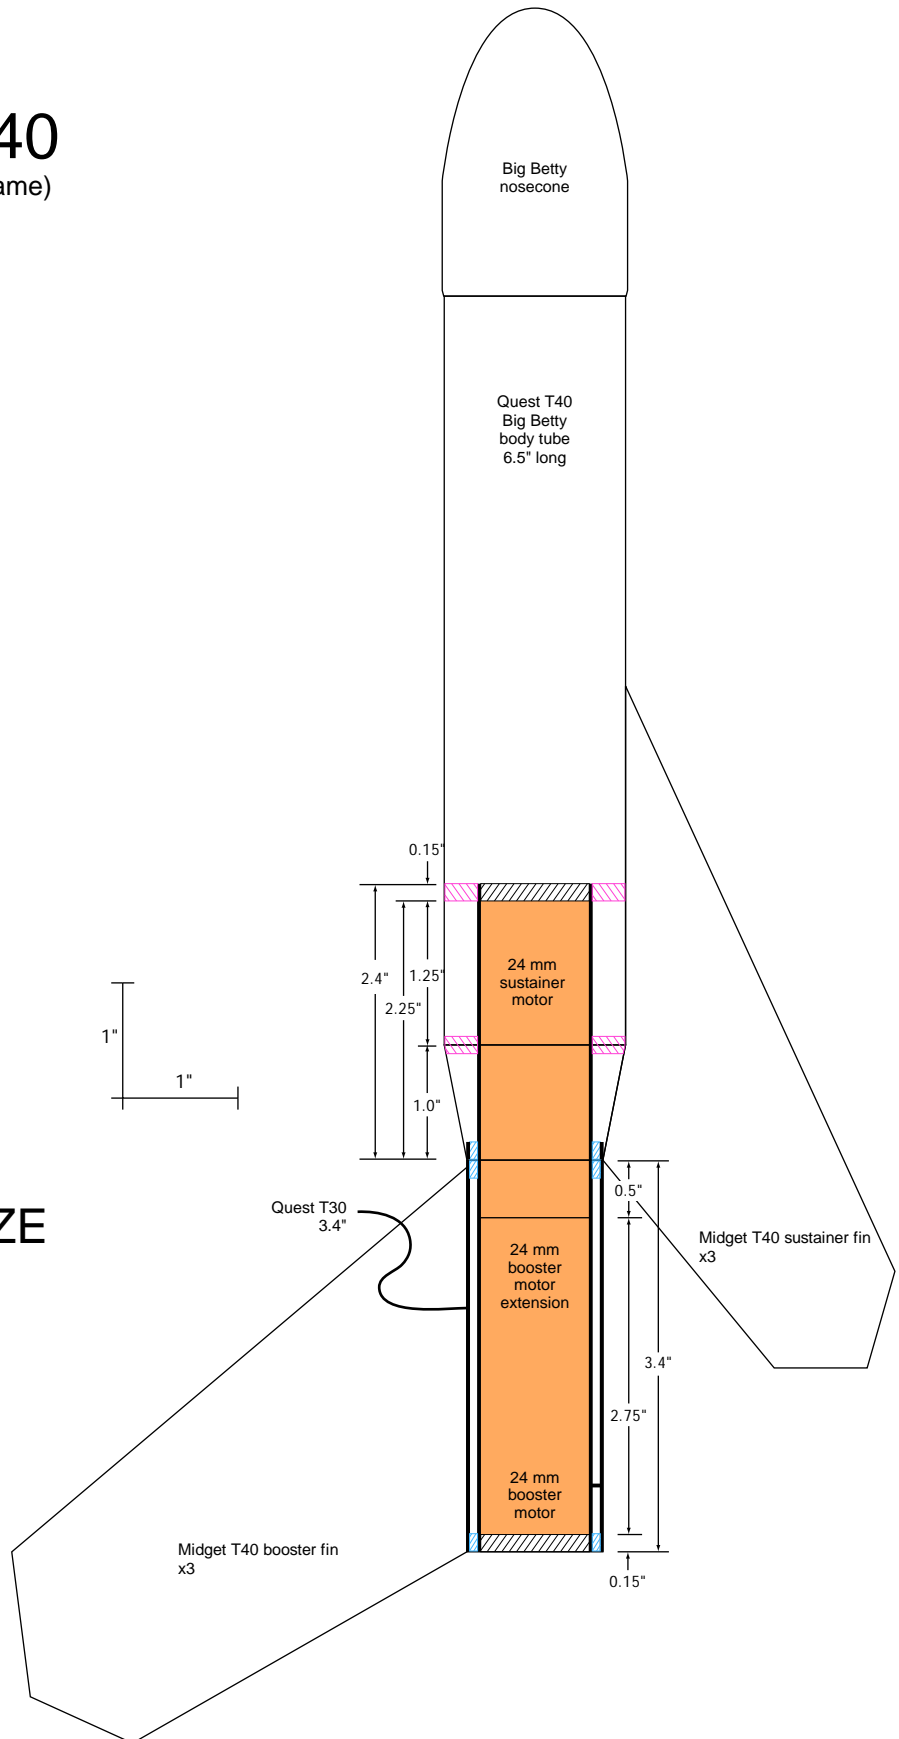 40
ame)
Big Betty
nosecone
Quest T40
Big Betty
body tube
6.5" long
0.15"
2.4"
1.25"
2.25"
24 mm
sustainer
motor
1"
1"
1.0"
ZE
Quest T30
3.4"
0.5"
24 mm
booster
motor
extension
Midget T40 sustainer fin
x3
3.4"
2.75"
24 mm
booster
motor
Midget T40 booster fin
x3
0.15"